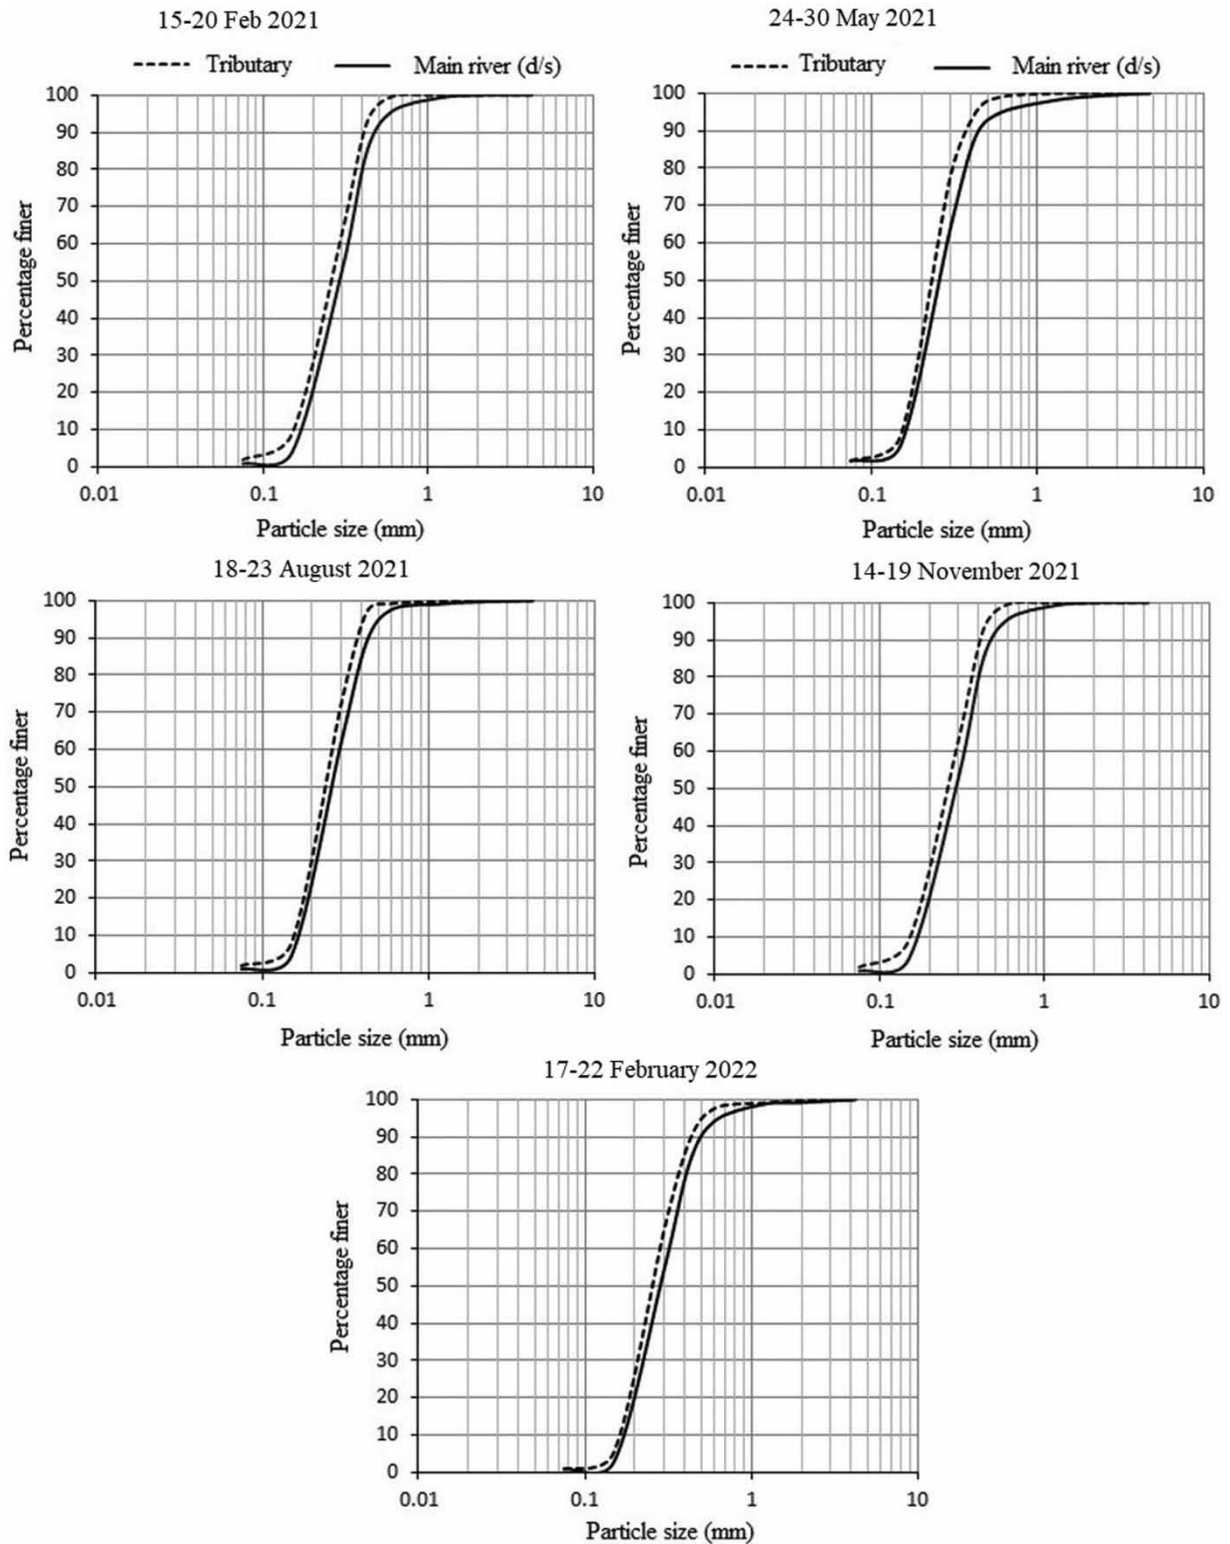 15-20 Feb 2021
Tributary Main river (d/s)
100
90
80
70
60
50
40
30
20
10
0
Percentage finer
0.01 0.1 1 10
Particle size (mm)
24-30 May 2021
Tributary Main river (d/s)
100
90
80
70
60
50
40
30
20
10
0
Percentage finer
0.01 0.1 1 10
Particle size (mm)
18-23 August 2021
100
90
80
70
60
50
40
30
20
10
0
Percentage finer
0.01 0.1 1 10
Particle size (mm)
14-19 November 2021
100
90
80
70
60
50
40
30
20
10
0
Percentage finer
0.01 0.1 1 10
Particle size (mm)
17-22 February 2022
100
90
80
70
60
50
40
30
20
10
0
Percentage finer
0.01 0.1 1 10
Particle size (mm)